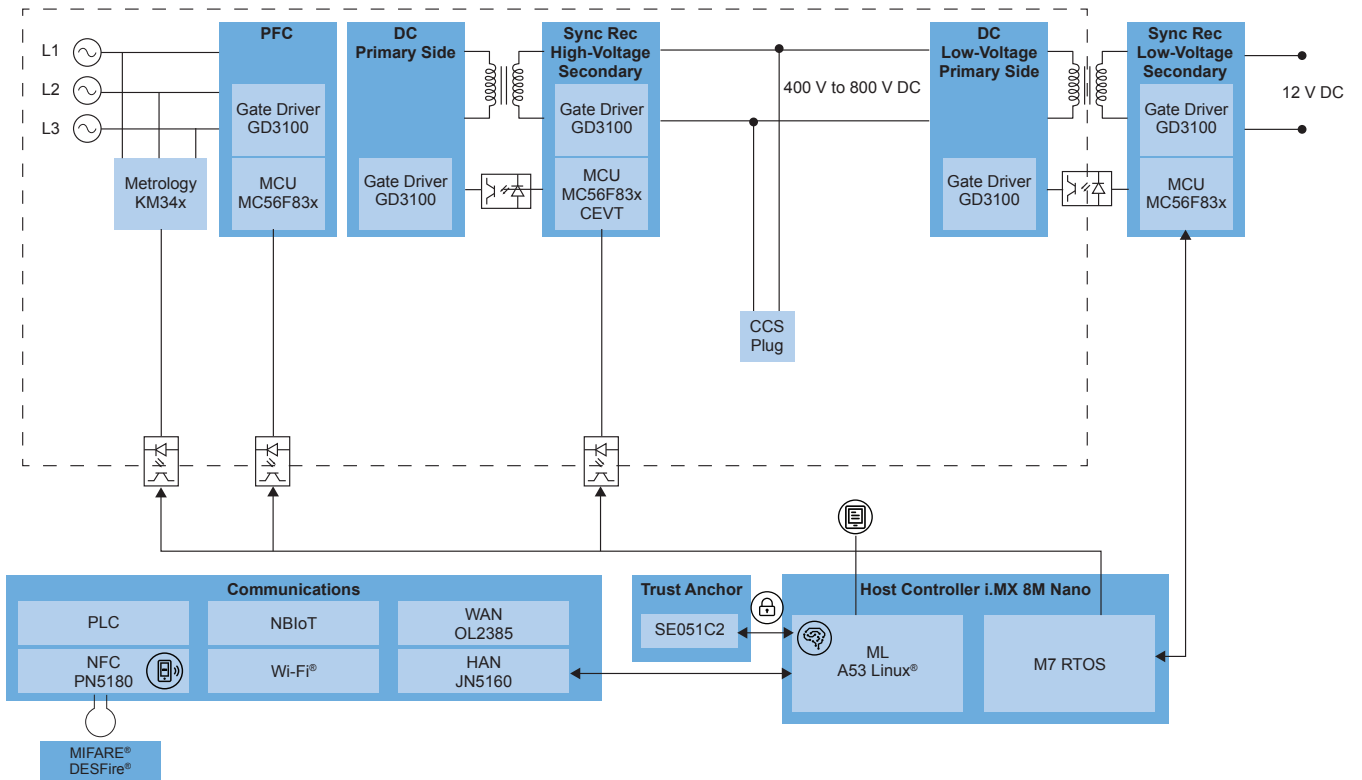 L1
L2
L3
PFC
Gate Driver
GD3100
MCU
MC56F83x
Metrology
KM34x
DC
Primary Side
Gate Driver
GD3100
Sync Rec
High-Voltage
Secondary
Gate Driver
GD3100
MCU
MC56F83x
CEVT
400 V to 800 V DC
CCS
Plug
DC
Low-Voltage
Primary Side
Gate Driver
GD3100
Sync Rec
Low-Voltage
Secondary
Gate Driver
GD3100
MCU
MC56F83x
12 V DC
Communications
PLC
NBIoT
WAN
OL2385
NFC
PN5180
Wi-Fi®
HAN
JN5160
MIFARE®
DESFire®
Trust Anchor
SE051C2
Host Controller i.MX 8M Nano
ML
A53 Linux®
M7 RTOS